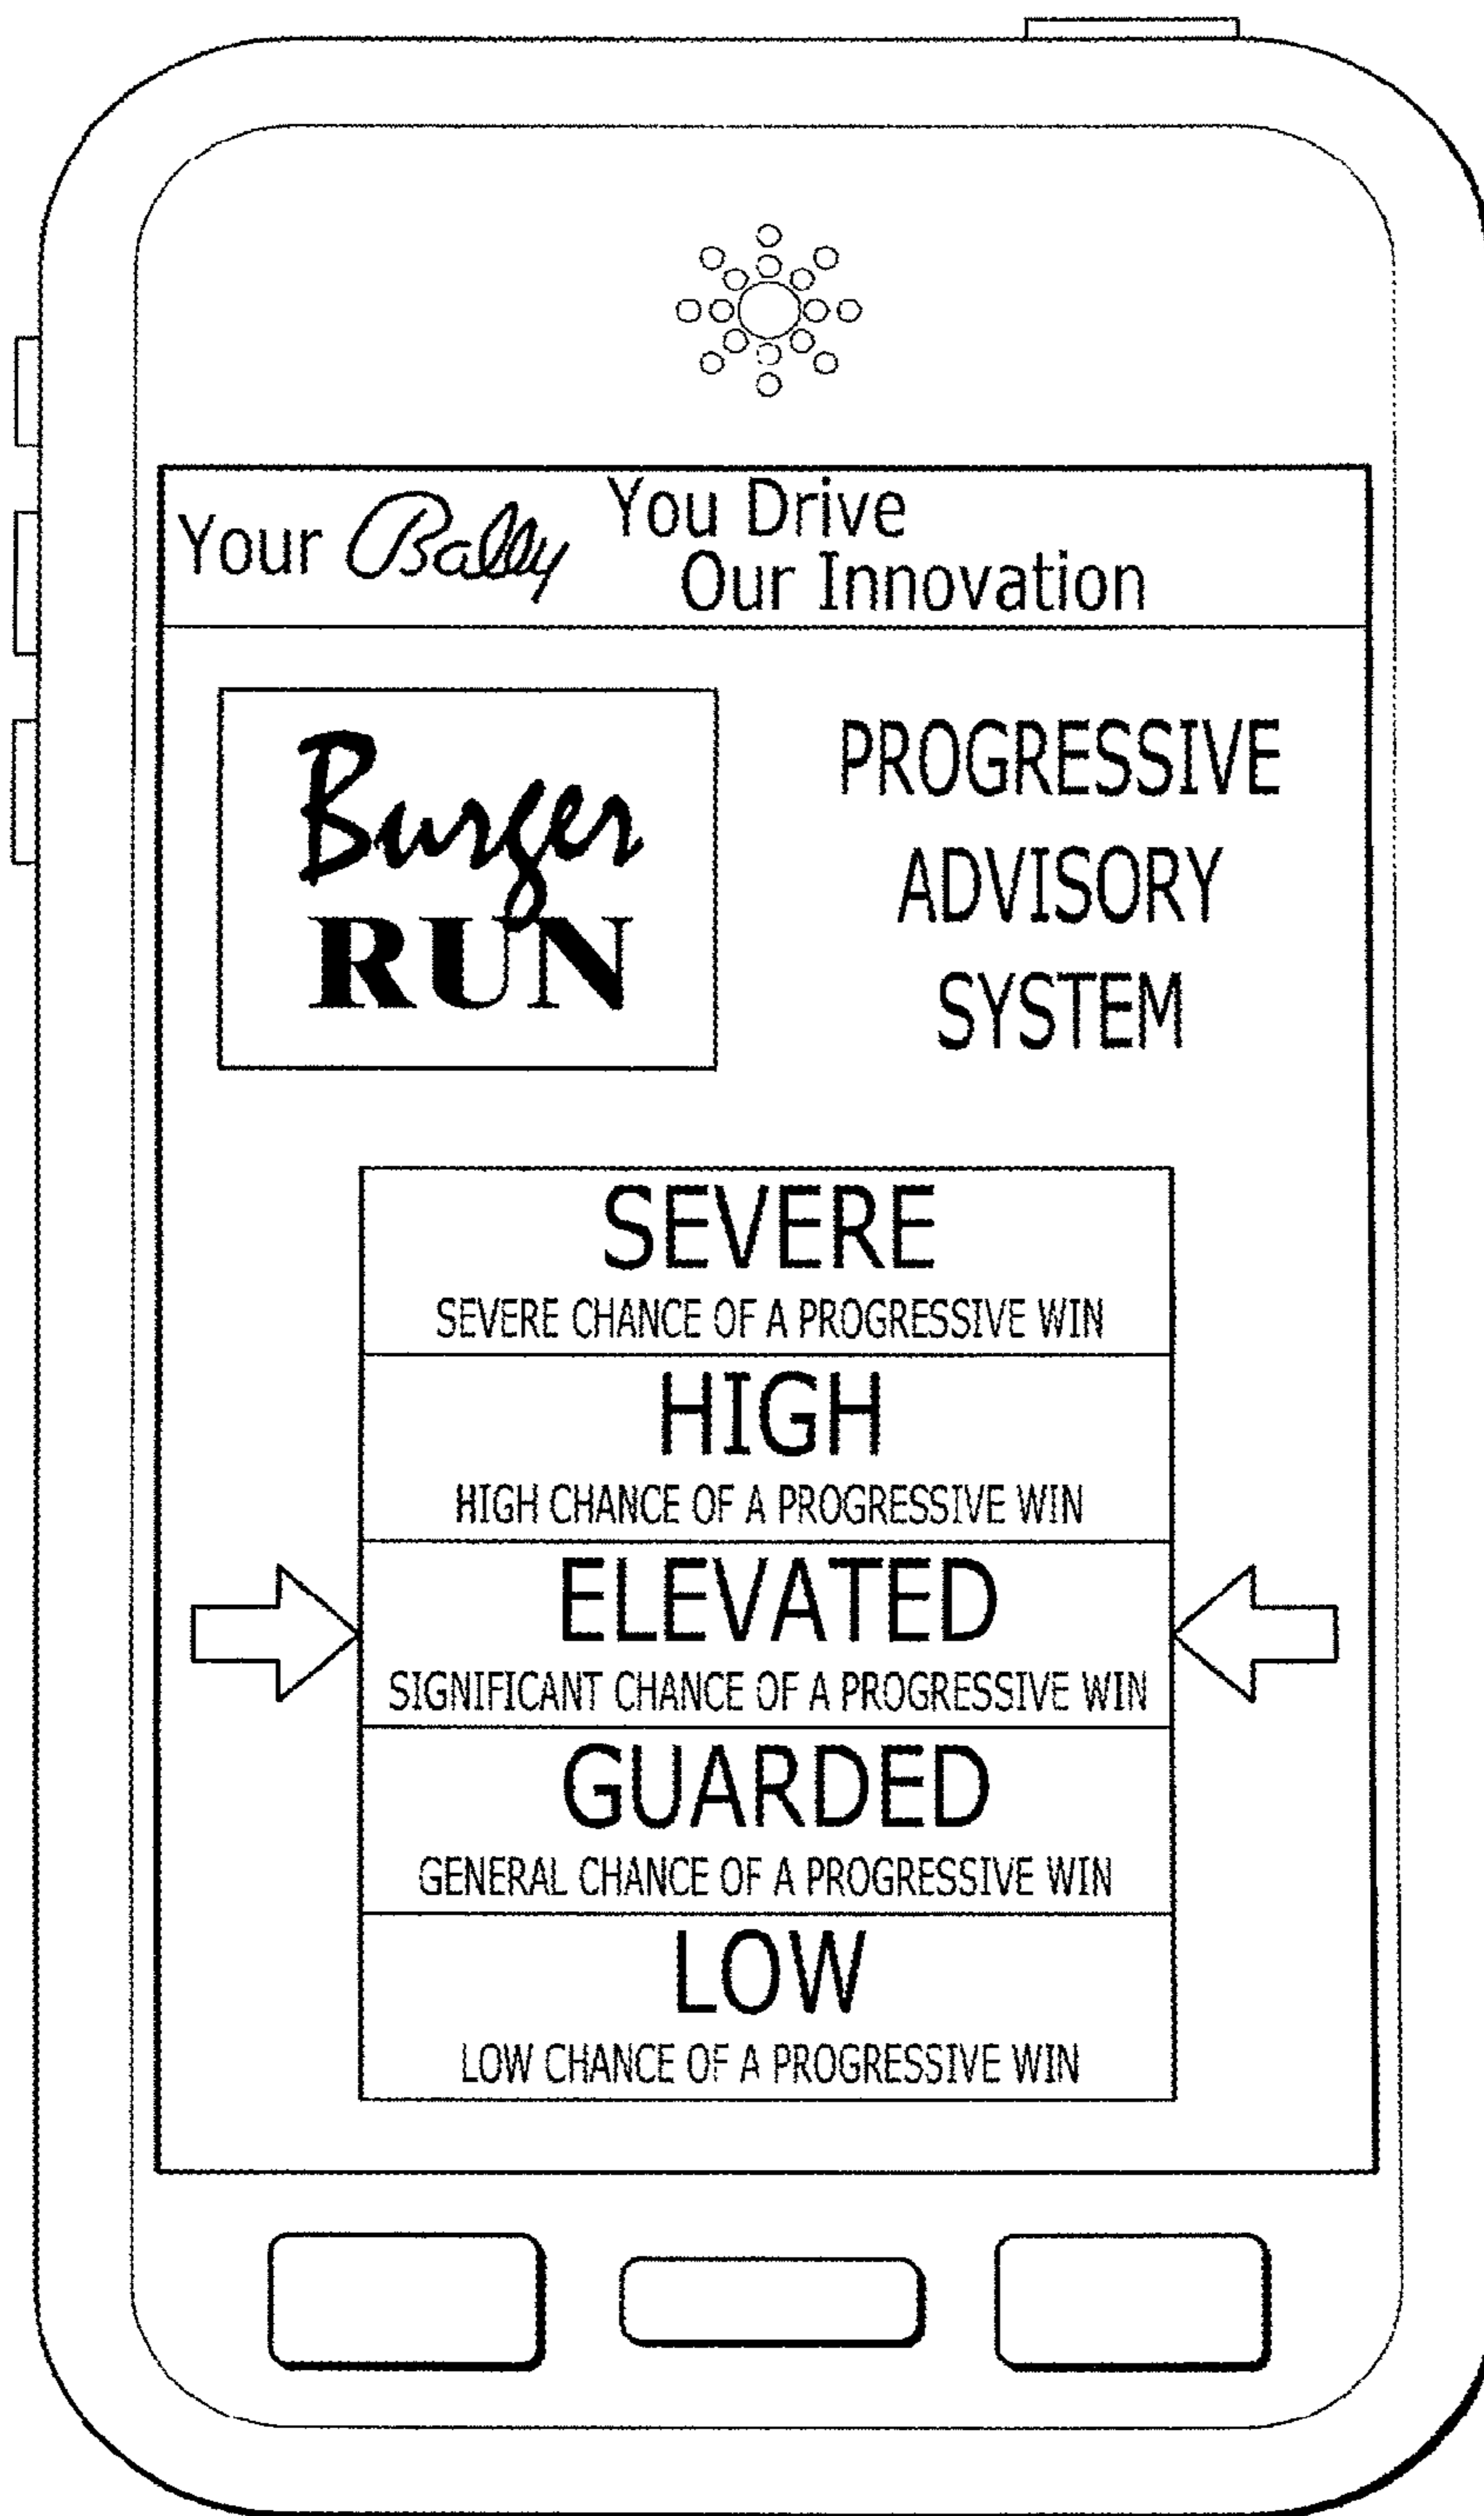 Your Bally You Drive
Our Innovation
Burger
RUN
PROGRESSIVE
ADVISORY
SYSTEM
SEVERE
SEVERE CHANCE OF A PROGRESSIVE WIN
HIGH
HIGH CHANCE OF A PROGRESSIVE WIN
ELEVATED
SIGNIFICANT CHANCE OF A PROGRESSIVE WIN
GUARDED
GENERAL CHANCE OF A PROGRESSIVE WIN
LOW
LOW CHANCE OF A PROGRESSIVE WIN